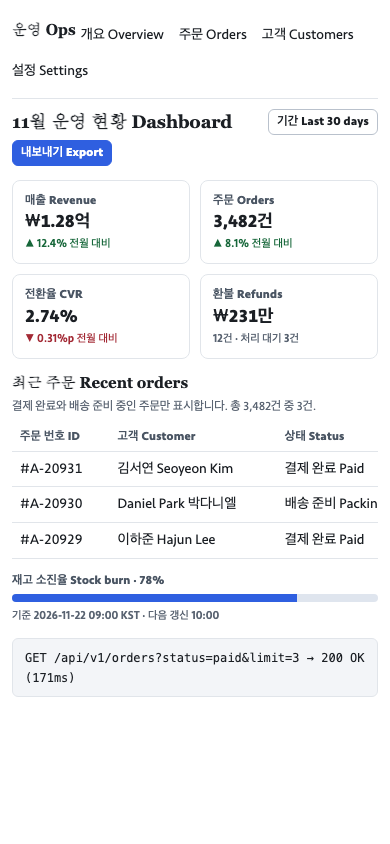 운영 Ops 개요 Overview 주문 Orders 고객 Customers
설정 Settings
11월 운영 현황 Dashboard 기간 Last 30 days
내보내기 Export
매출 Revenue 주문 Orders
₩1.28억 3,482건
▲ 12.4% 전월 대비 ▲ 8.1% 전월 대비
전환율 CVR 환불 Refunds
2.74% ₩231만
▼ 0.31%p 전월 대비 12건 · 처리 대기 3건
최근 주문 Recent orders
결제 완료와 배송 준비 중인 주문만 표시합니다. 총 3,482건 중 3건.
주문 번호 ID 고객 Customer 상태 Status
#A-20931 김서연 Seoyeon Kim 결제 완료 Paid
#A-20930 Daniel Park 박다니엘 배송 준비 Packin
#A-20929 이하준 Hajun Lee 결제 완료 Paid
재고 소진율 Stock burn · 78%
기준 2026-11-22 09:00 KST · 다음 갱신 10:00
GET /api/v1/orders?status=paid&limit=3 → 200 OK
(171ms)